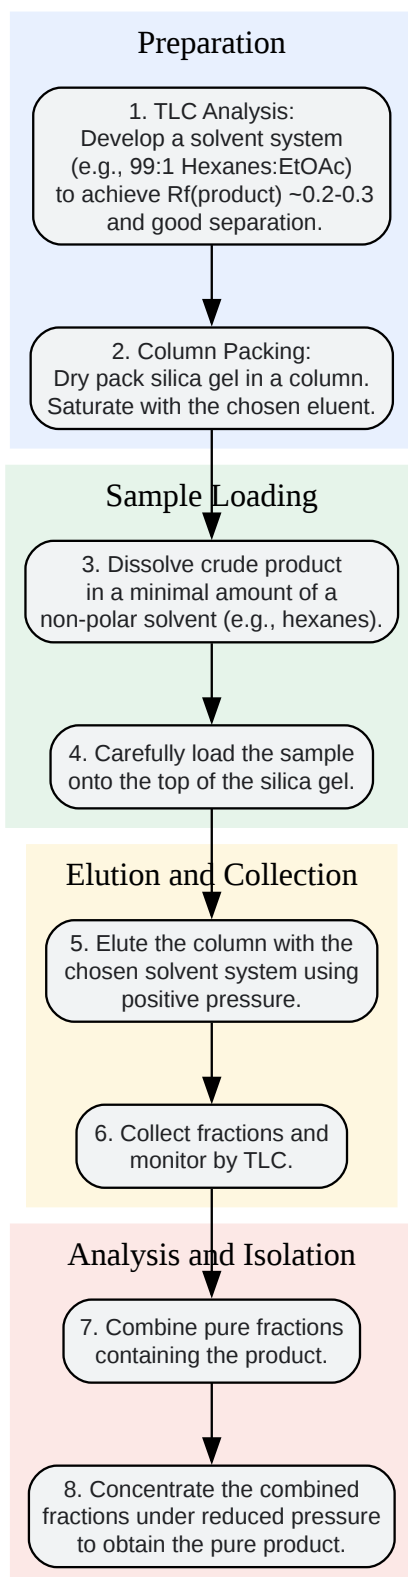 Preparation
1. TLC Analysis:
Develop a solvent system
(e.g., 99:1 Hexanes:EtOAc)
to achieve Rf(product) ~0.2-0.3
and good separation.
2. Column Packing:
Dry pack silica gel in a column.
Saturate with the chosen eluent.
Sample Loading
3. Dissolve crude product
in a minimal amount of a
non-polar solvent (e.g., hexanes).
4. Carefully load the sample
onto the top of the silica gel.
Elution and Collection
5. Elute the column with the
chosen solvent system using
positive pressure.
6. Collect fractions and
monitor by TLC.
Analysis and Isolation
7. Combine pure fractions
containing the product.
8. Concentrate the combined
fractions under reduced pressure
to obtain the pure product.